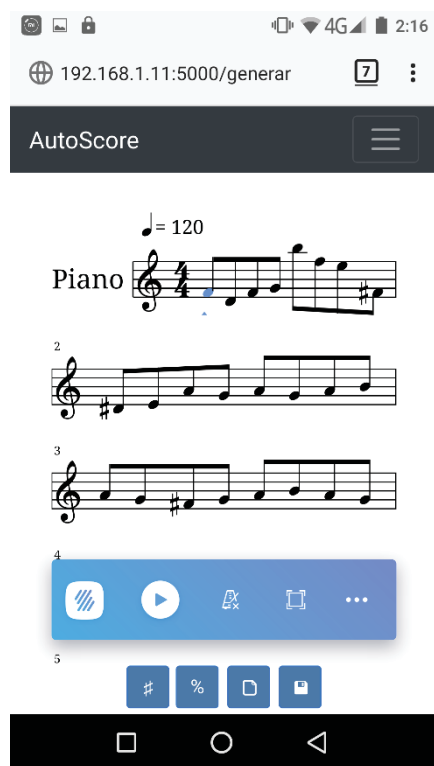 4G 2:16
192.168.1.11:5000/generar 7
AutoScore
= 120
Piano
4
4
2
3
4
5
♯ %